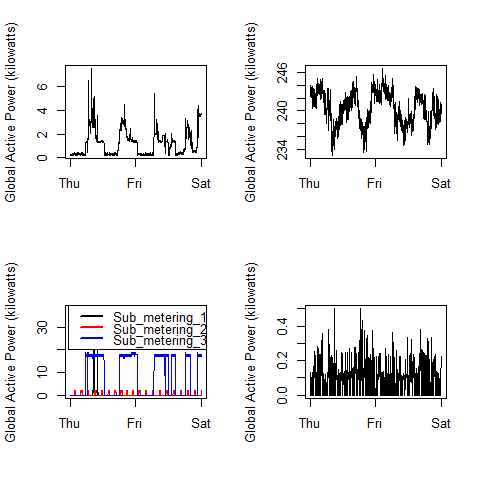 Global Active Power (kilowatts)
0 2 4 6
Thu Fri Sat
Global Active Power (kilowatts)
234 240 246
Thu Fri Sat
Global Active Power (kilowatts)
0 10 30
Sub_metering_1
Sub_metering_2
Sub_metering_3
Thu Fri Sat
Global Active Power (kilowatts)
0.0 0.2 0.4
Thu Fri Sat